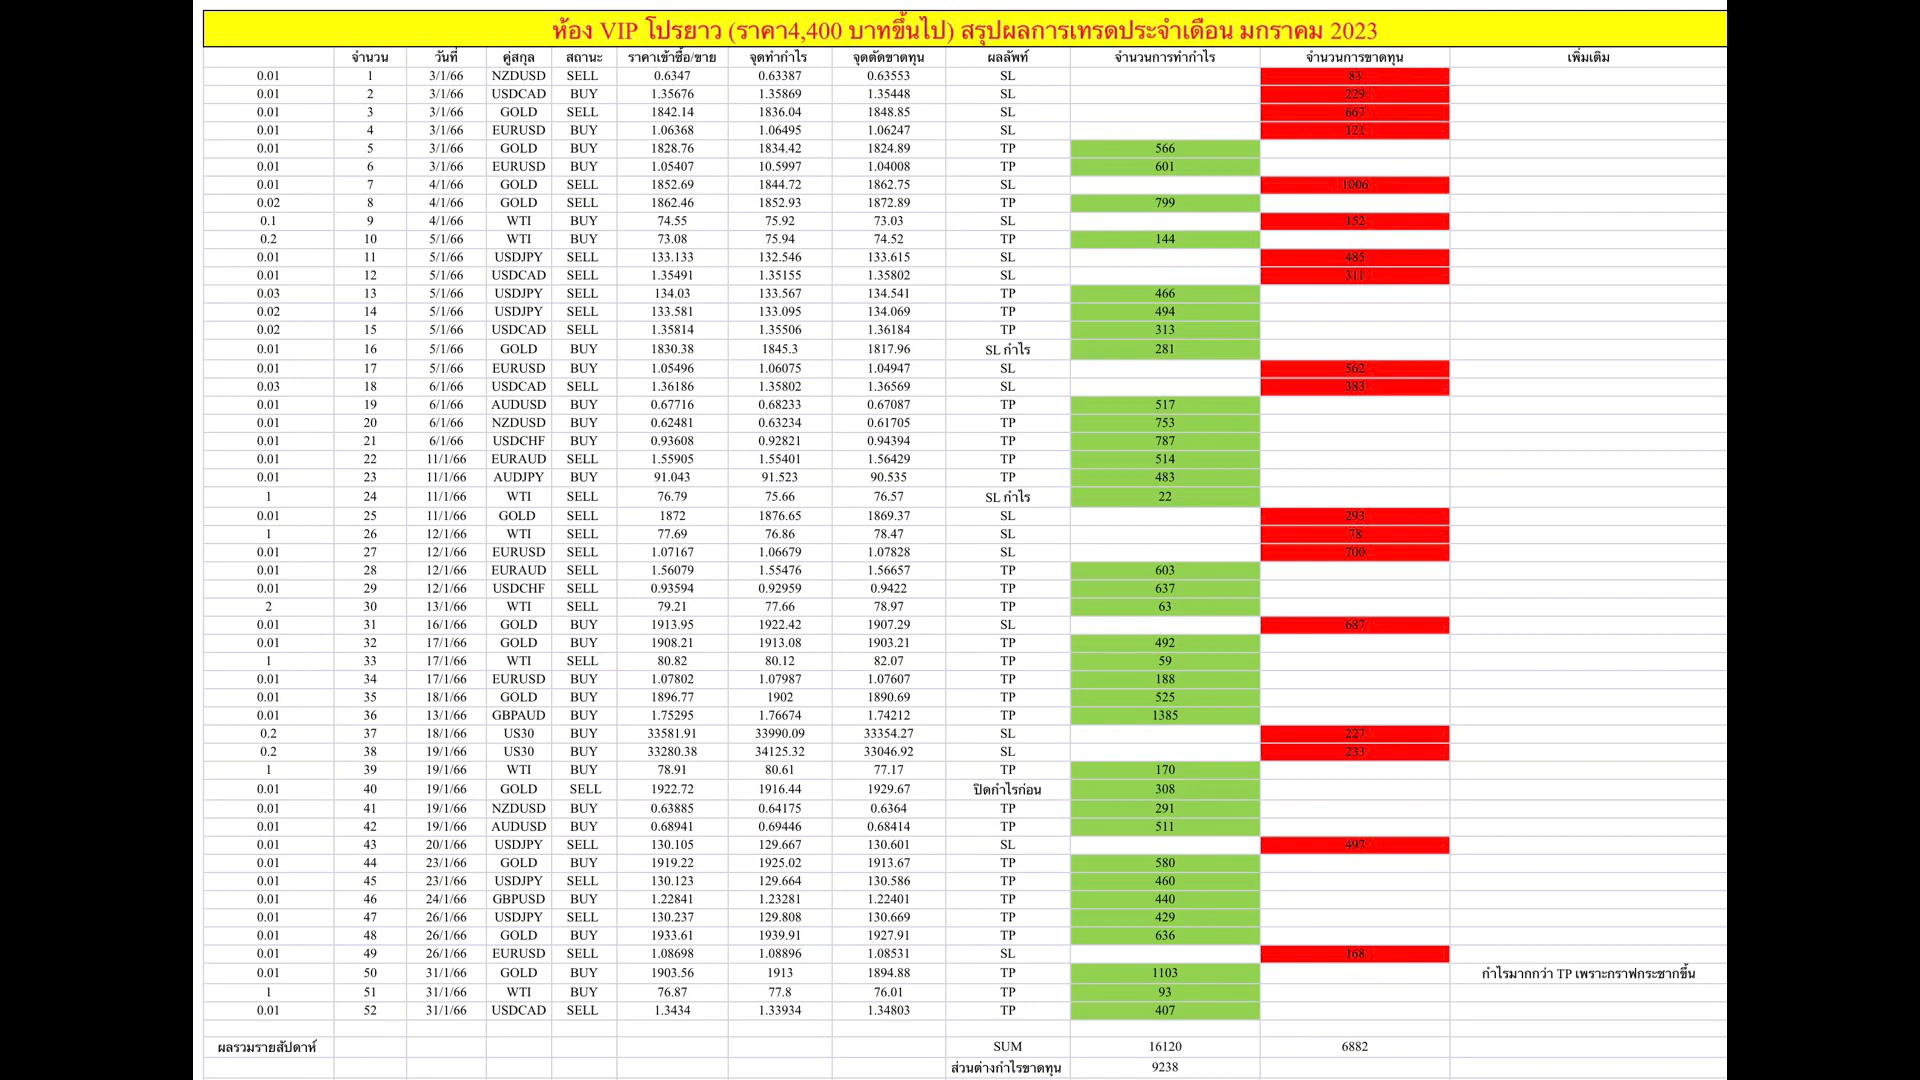 ห้อง VIP โปรยาว (ราคา4,400 บาทขึ้นไป) สรุปผลการเทรดประจำเดือน มกราคม 2023
จำนวน วันที่ คู่สกุล สถานะ ราคาเข้าซื้อ/ขาย จุดทำกำไร จุดตัดขาดทุน ผลลัพท์ จำนวนการทำกำไร จำนวนการขาดทุน เพิ่มเติม
0.01 1 3/1/66 NZDUSD SELL 0.6347 0.63387 0.63553 SL 83
0.01 2 3/1/66 USDCAD BUY 1.35676 1.35869 1.35448 SL 229
0.01 3 3/1/66 GOLD SELL 1842.14 1836.04 1848.85 SL 667
0.01 4 3/1/66 EURUSD BUY 1.06368 1.06495 1.06247 SL 121
0.01 5 3/1/66 GOLD BUY 1828.76 1834.42 1824.89 TP 566
0.01 6 3/1/66 EURUSD BUY 1.05407 10.5997 1.04008 TP 601
0.01 7 4/1/66 GOLD SELL 1852.69 1844.72 1862.75 SL 1006
0.02 8 4/1/66 GOLD SELL 1862.46 1852.93 1872.89 TP 799
0.1 9 4/1/66 WTI BUY 74.55 75.92 73.03 SL 152
0.2 10 5/1/66 WTI BUY 73.08 75.94 74.52 TP 144
0.01 11 5/1/66 USDJPY SELL 133.133 132.546 133.615 SL 485
0.01 12 5/1/66 USDCAD SELL 1.35491 1.35155 1.35802 SL 311
0.03 13 5/1/66 USDJPY SELL 134.03 133.567 134.541 TP 466
0.02 14 5/1/66 USDJPY SELL 133.581 133.095 134.069 TP 494
0.02 15 5/1/66 USDCAD SELL 1.35814 1.35506 1.36184 TP 313
0.01 16 5/1/66 GOLD BUY 1830.38 1845.3 1817.96 SL กำไร 281
0.01 17 5/1/66 EURUSD BUY 1.05496 1.06075 1.04947 SL 562
0.03 18 6/1/66 USDCAD SELL 1.36186 1.35802 1.36569 SL 383
0.01 19 6/1/66 AUDUSD BUY 0.67716 0.68233 0.67087 TP 517
0.01 20 6/1/66 NZDUSD BUY 0.62481 0.63234 0.61705 TP 753
0.01 21 6/1/66 USDCHF BUY 0.93608 0.92821 0.94394 TP 787
0.01 22 11/1/66 EURAUD SELL 1.55905 1.55401 1.56429 TP 514
0.01 23 11/1/66 AUDJPY BUY 91.043 91.523 90.535 TP 483
1 24 11/1/66 WTI SELL 76.79 75.66 76.57 SL กำไร 22
0.01 25 11/1/66 GOLD SELL 1872 1876.65 1869.37 SL 293
1 26 12/1/66 WTI SELL 77.69 76.86 78.47 SL 78
0.01 27 12/1/66 EURUSD SELL 1.07167 1.06679 1.07828 SL 700
0.01 28 12/1/66 EURAUD SELL 1.56079 1.55476 1.56657 TP 603
0.01 29 12/1/66 USDCHF SELL 0.93594 0.92959 0.9422 TP 637
2 30 13/1/66 WTI SELL 79.21 77.66 78.97 TP 63
0.01 31 16/1/66 GOLD BUY 1913.95 1922.42 1907.29 SL 687
0.01 32 17/1/66 GOLD BUY 1908.21 1913.08 1903.21 TP 492
1 33 17/1/66 WTI SELL 80.82 80.12 82.07 TP 59
0.01 34 17/1/66 EURUSD BUY 1.07802 1.07987 1.07607 TP 188
0.01 35 18/1/66 GOLD BUY 1896.77 1902 1890.69 TP 525
0.01 36 13/1/66 GBPAUD BUY 1.75295 1.76674 1.74212 TP 1385
0.2 37 18/1/66 US30 BUY 33581.91 33990.09 33354.27 SL 227
0.2 38 19/1/66 US30 BUY 33280.38 34125.32 33046.92 SL 233
1 39 19/1/66 WTI BUY 78.91 80.61 77.17 TP 170
0.01 40 19/1/66 GOLD SELL 1922.72 1916.44 1929.67 ปิดกำไรก่อน 308
0.01 41 19/1/66 NZDUSD BUY 0.63885 0.64175 0.6364 TP 291
0.01 42 19/1/66 AUDUSD BUY 0.68941 0.69446 0.68414 TP 511
0.01 43 20/1/66 USDJPY SELL 130.105 129.667 130.601 SL 497
0.01 44 23/1/66 GOLD BUY 1919.22 1925.02 1913.67 TP 580
0.01 45 23/1/66 USDJPY SELL 130.123 129.664 130.586 TP 460
0.01 46 24/1/66 GBPUSD BUY 1.22841 1.23281 1.22401 TP 440
0.01 47 26/1/66 USDJPY SELL 130.237 129.808 130.669 TP 429
0.01 48 26/1/66 GOLD BUY 1933.61 1939.91 1927.91 TP 636
0.01 49 26/1/66 EURUSD SELL 1.08698 1.08896 1.08531 SL 168
0.01 50 31/1/66 GOLD BUY 1903.56 1913 1894.88 TP 1103 กำไรมากกว่า TP เพราะกราฟกระชากขึ้น
1 51 31/1/66 WTI BUY 76.87 77.8 76.01 TP 93
0.01 52 31/1/66 USDCAD SELL 1.3434 1.33934 1.34803 TP 407
ผลรวมรายสัปดาห์ SUM 16120 6882
ส่วนต่างกำไรขาดทุน 9238